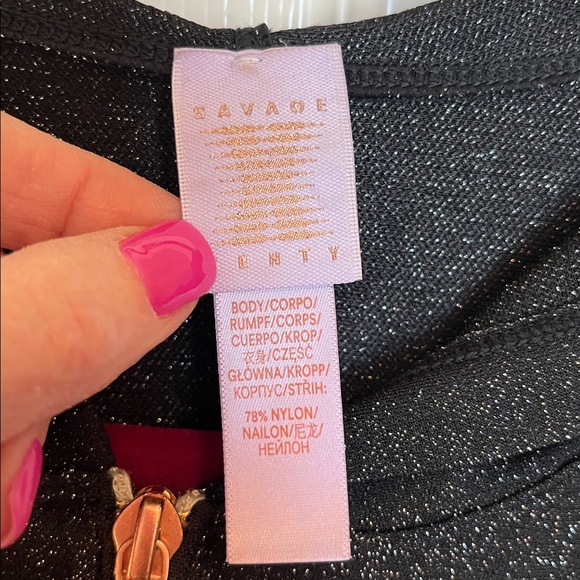 SAVAGE
ENTY
BODY/CORPO/
RUMPF/CORPS/
CUERPO/KROP/
衣身/CZĘŚĆ
GŁÓWNA/KROPP/
КОРПУС/STŘIH:
78% NYLON/
NAILON/尼龙/
НЕЙЛОН